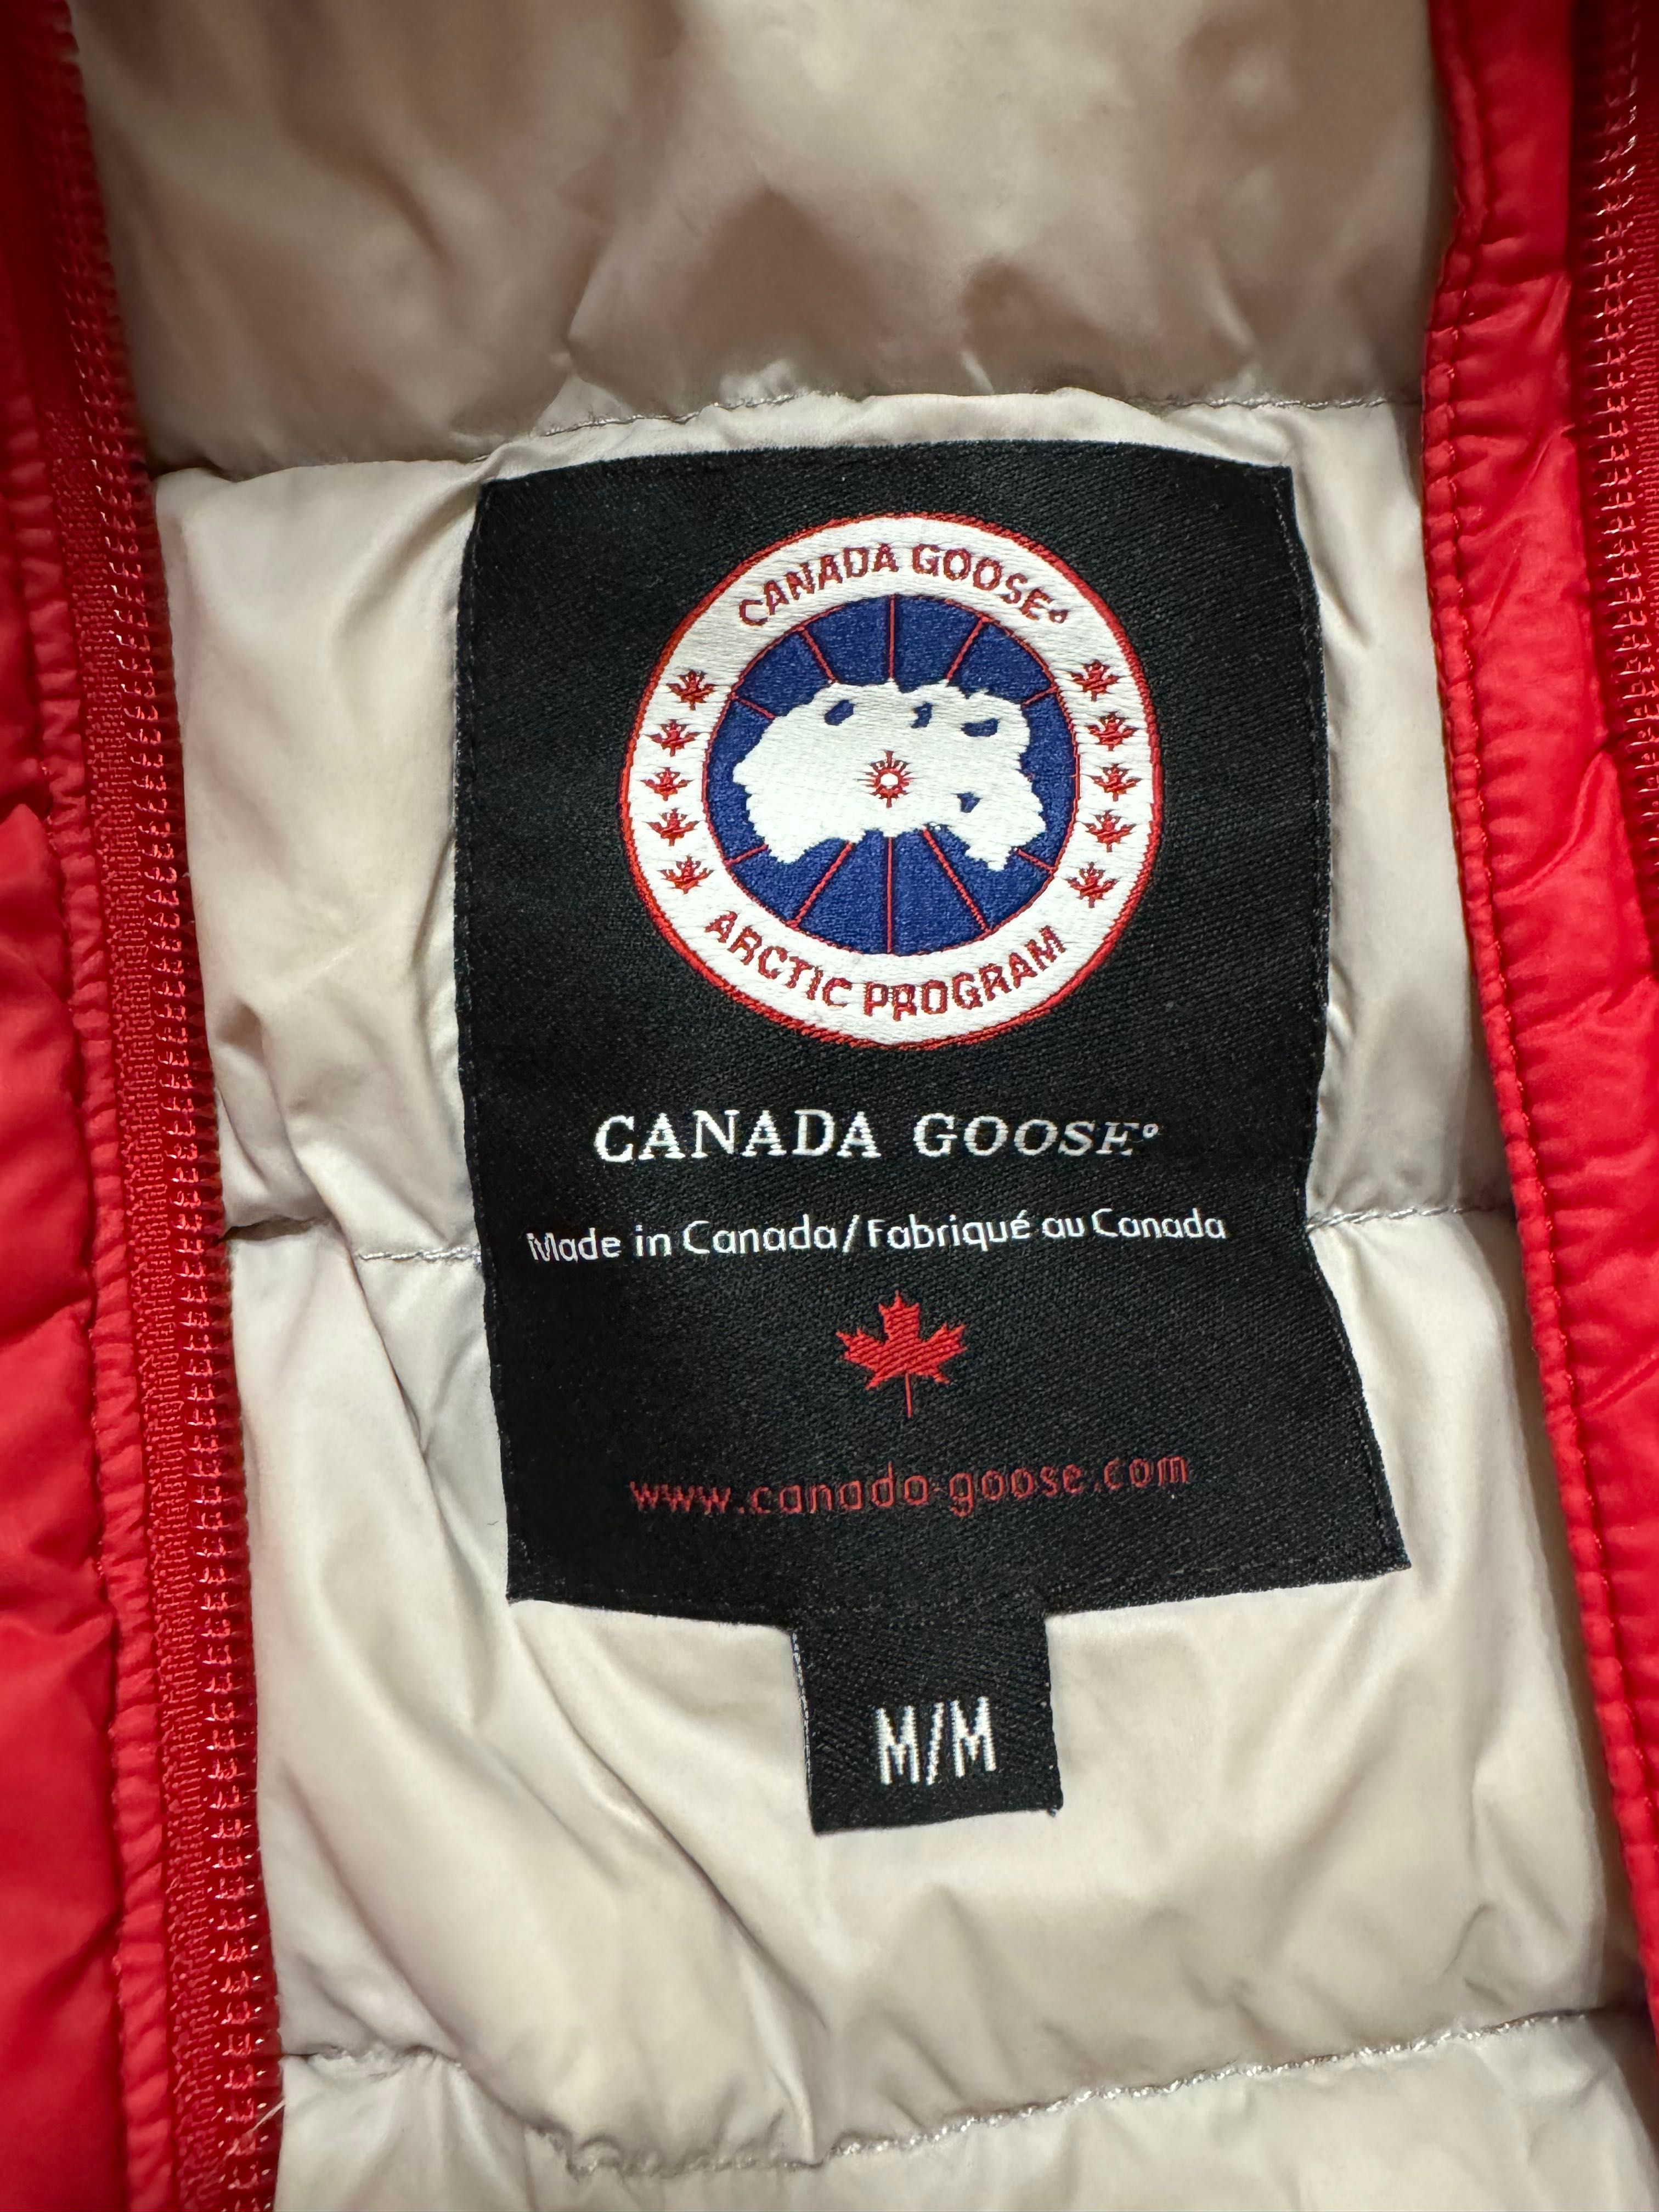 CANADA GOOSE®
ARCTIC PROGRAM
CANADA GOOSE®
Made in Canada/Fabriqué au Canada
www.canada-goose.com
M/M